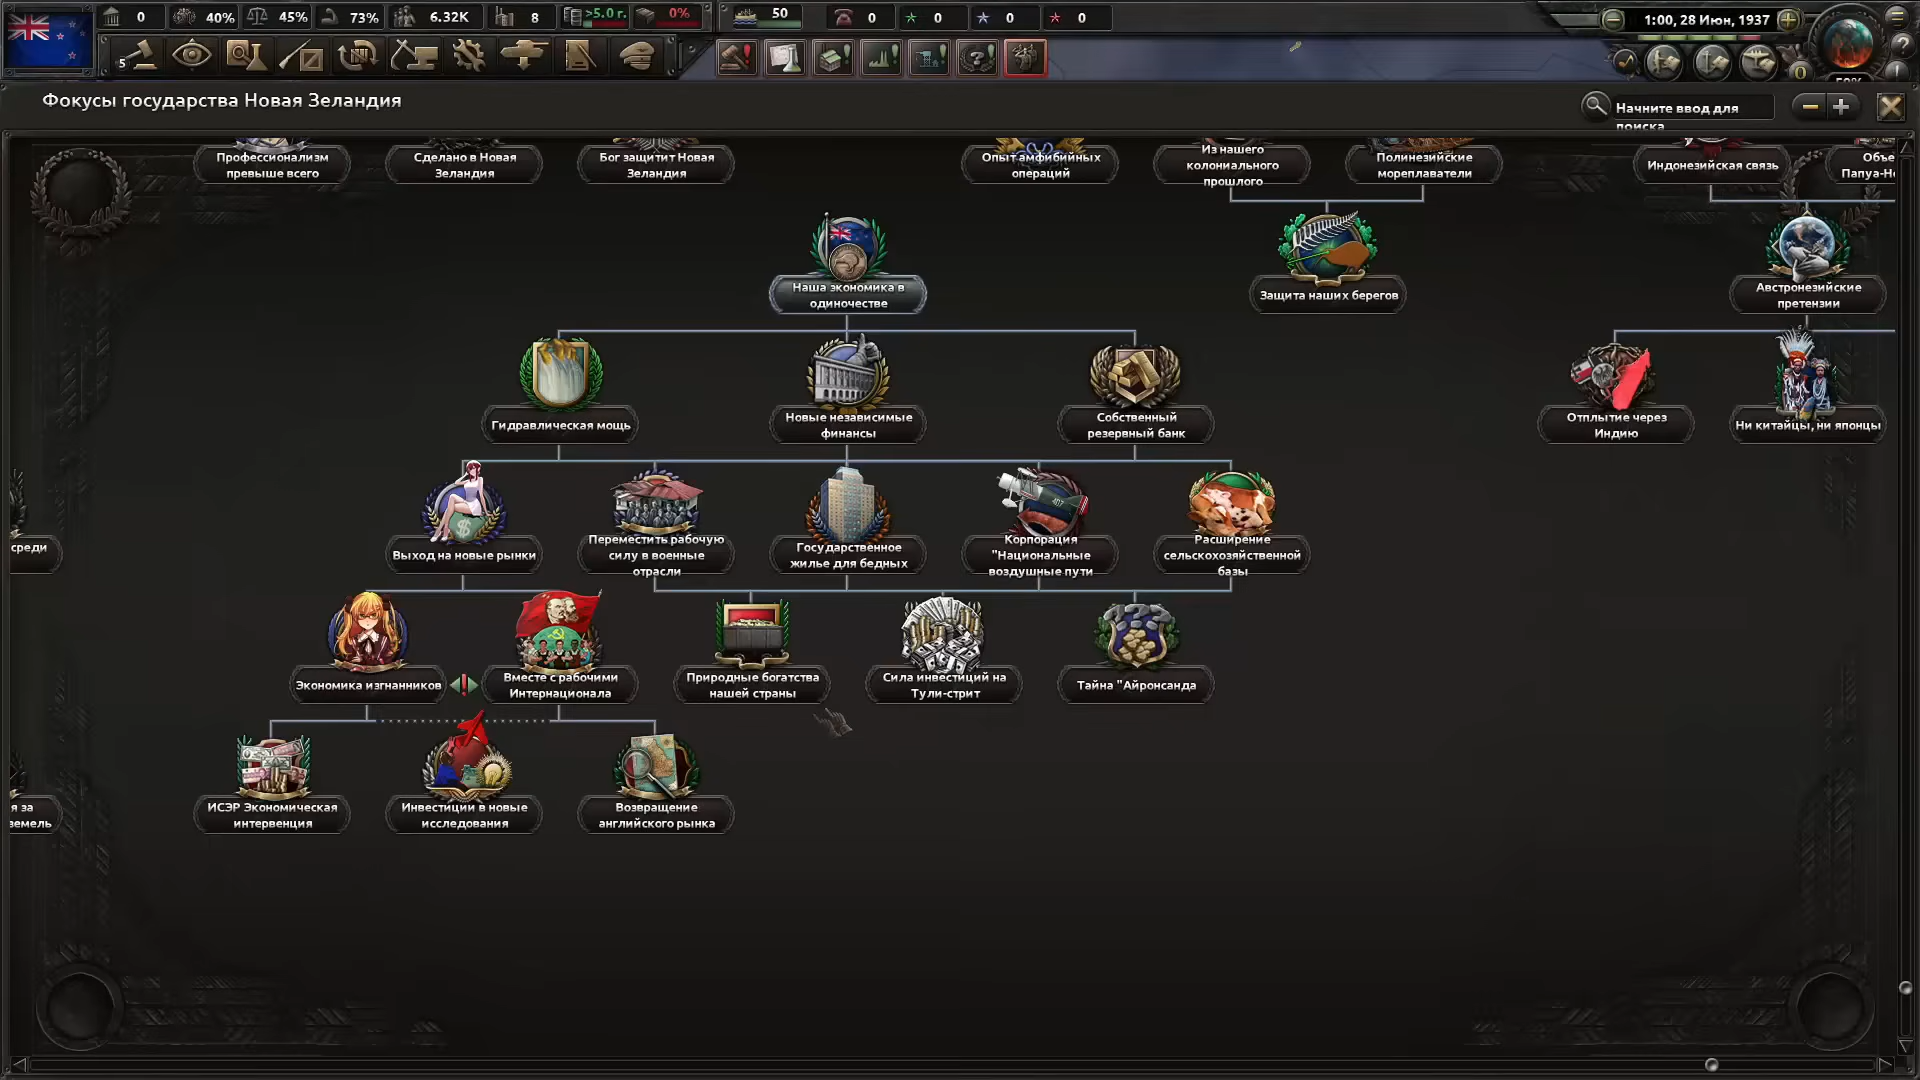 0
40%
45%
73%
6.32K
8
>5.0 г.
0%
50
0
0
0
0
1:00, 28 Июн, 1937
5
0
Фокусы государства Новая Зеландия
Начните ввод для
поиска
Профессионализм
превыше всего
Сделано в Новая
Зеландия
Бог защитит Новая
Зеландия
Опыт амфибийных
операций
Из нашего
колониального
прошлого
Полинезийские
мореплаватели
Индонезийская связь
Объе
Папуа-Но
Наша экономика в
одиночестве
Защита наших берегов
Австронезийские
претензии
Гидравлическая мощь
Новые независимые
финансы
Собственный
резервный банк
Отплытие через
Индию
Ни китайцы, ни японцы
среди
Выход на новые рынки
Переместить рабочую
силу в военные
отрасли
Государственное
жилье для бедных
Корпорация
"Национальные
воздушные пути
Расширение
сельскохозяйственной
базы
Экономика изгнанников
Вместе с рабочими
Интернационала
Природные богатства
нашей страны
Сила инвестиций на
Тули-стрит
Тайна "Айронсанда
я за
земель
ИСЭР Экономическая
интервенция
Инвестиции в новые
исследования
Возвращение
английского рынка